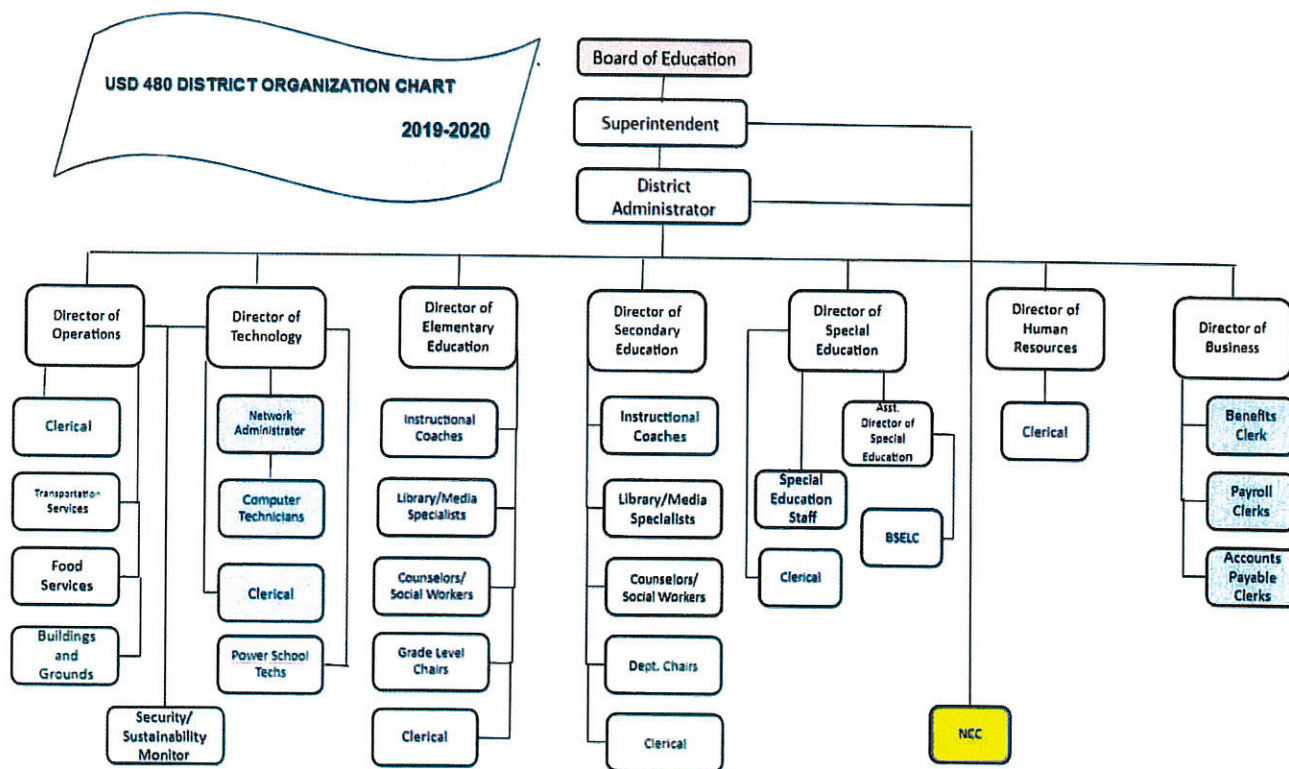 USD 480 DISTRICT ORGANIZATION CHART
2019-2020
Board of Education
Superintendent
District
Administrator
Director of
Operations
Director of
Technology
Director of
Elementary
Education
Director of
Secondary
Education
Director of
Special
Education
Director of
Human
Resources
Director of
Business
Clerical
Transportation
Services
Food
Services
Buildings
and
Grounds
Security/
Sustainability
Monitor
Network
Administrator
Computer
Technicians
Clerical
Power School
Techs
Instructional
Coaches
Library/Media
Specialists
Counselors/
Social Workers
Grade Level
Chairs
Clerical
Instructional
Coaches
Library/Media
Specialists
Counselors/
Social Workers
Dept. Chairs
Clerical
Special
Education
Staff
Clerical
Asst.
Director of
Special
Education
BSELC
Clerical
NCC
Benefits
Clerk
Payroll
Clerks
Accounts
Payable
Clerks